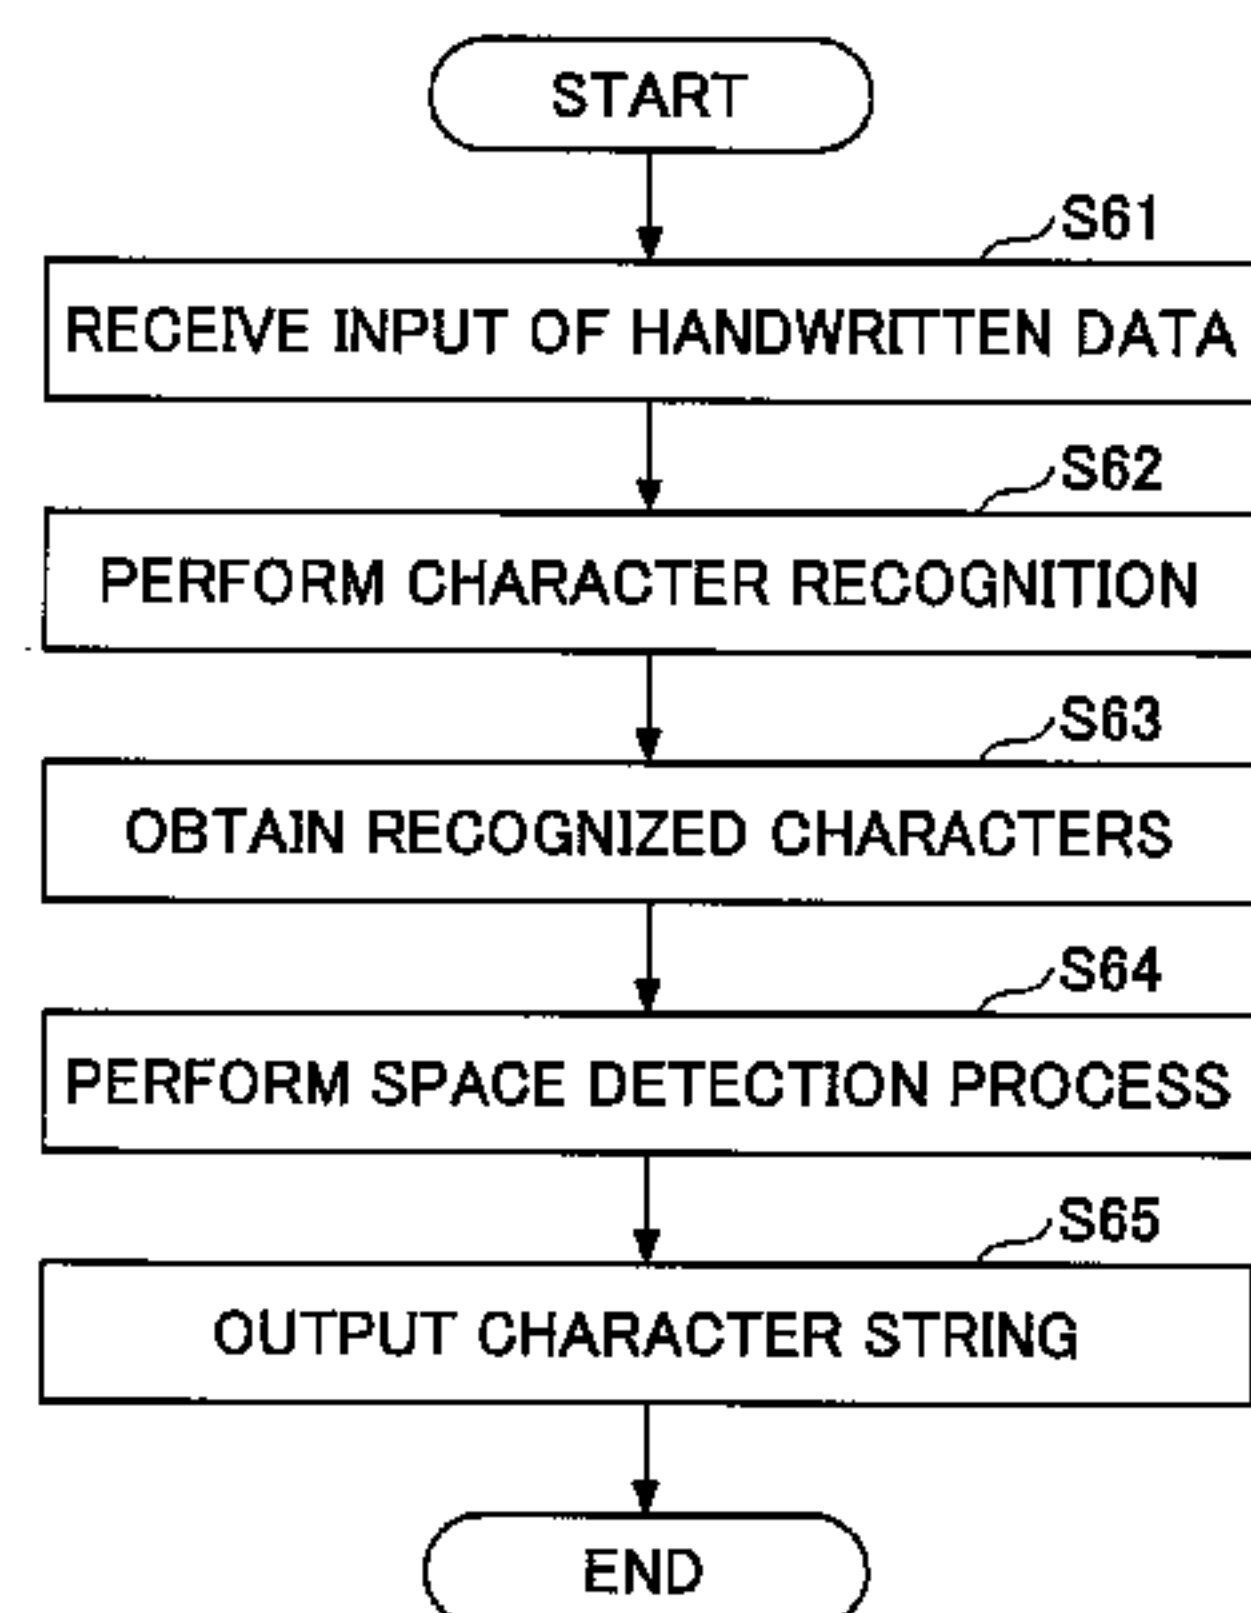 START
S61
RECEIVE INPUT OF HANDWRITTEN DATA
S62
PERFORM CHARACTER RECOGNITION
S63
OBTAIN RECOGNIZED CHARACTERS
S64
PERFORM SPACE DETECTION PROCESS
S65
OUTPUT CHARACTER STRING
END